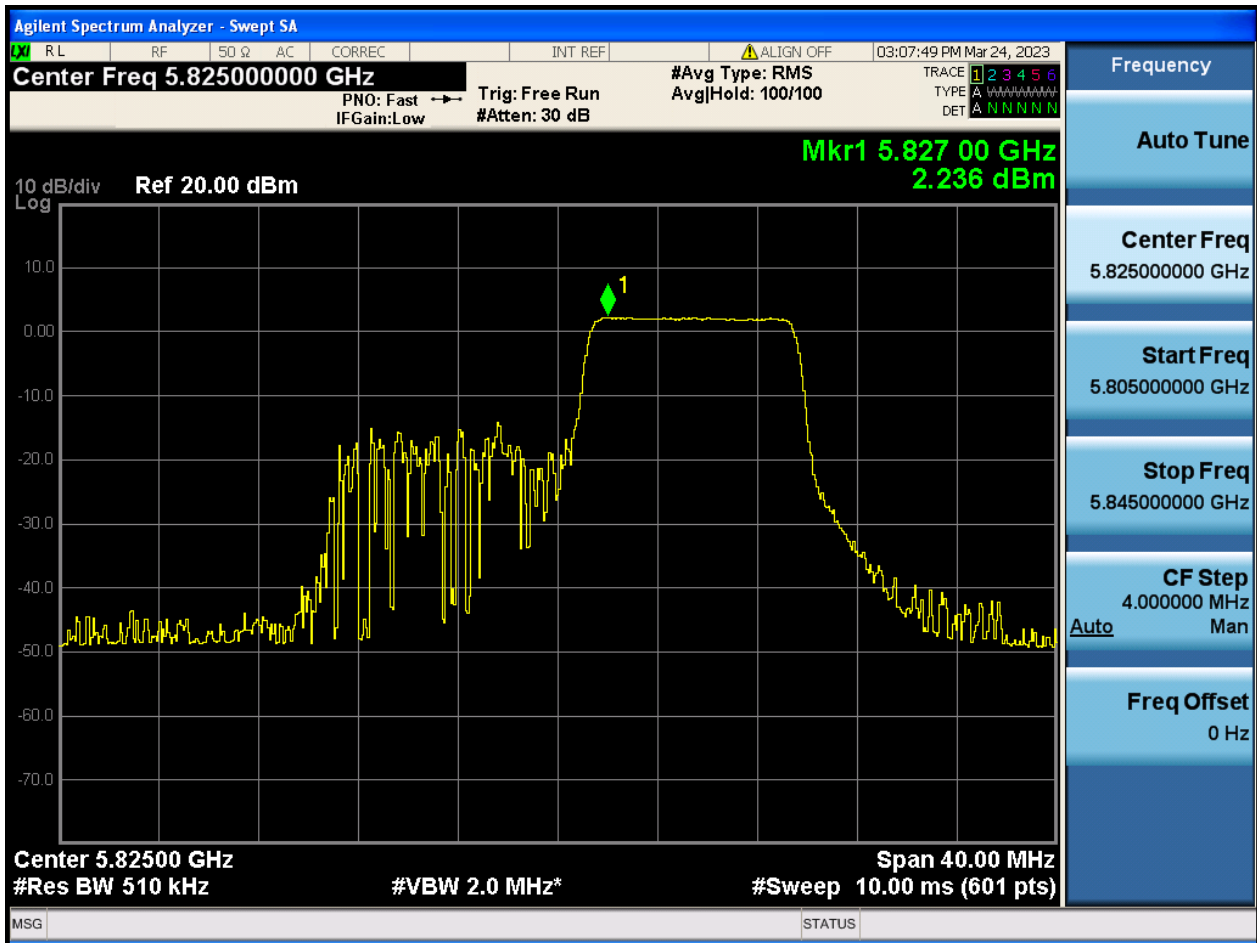 Agilent Spectrum Analyzer - Swept SA
LXI RL RF 50 Ω AC CORREC INT REF ALIGN OFF 03:07:49 PM Mar 24, 2023
Center Freq 5.825000000 GHz
PNO: Fast
IFGain:Low
Trig: Free Run
#Atten: 30 dB
#Avg Type: RMS
Avg|Hold: 100/100
TRACE 1 2 3 4 5 6
TYPE A WWWWW
DET A N N N N N
Mkr1 5.827 00 GHz
2.236 dBm
10 dB/div Ref 20.00 dBm
Log
10.0
1
0.00
-10.0
-20.0
-30.0
-40.0
-50.0
-60.0
-70.0
Center 5.82500 GHz Span 40.00 MHz
#Res BW 510 kHz #VBW 2.0 MHz* #Sweep 10.00 ms (601 pts)
MSG STATUS
Frequency
Auto Tune
Center Freq
5.825000000 GHz
Start Freq
5.805000000 GHz
Stop Freq
5.845000000 GHz
CF Step
4.000000 MHz
Auto Man
Freq Offset
0 Hz